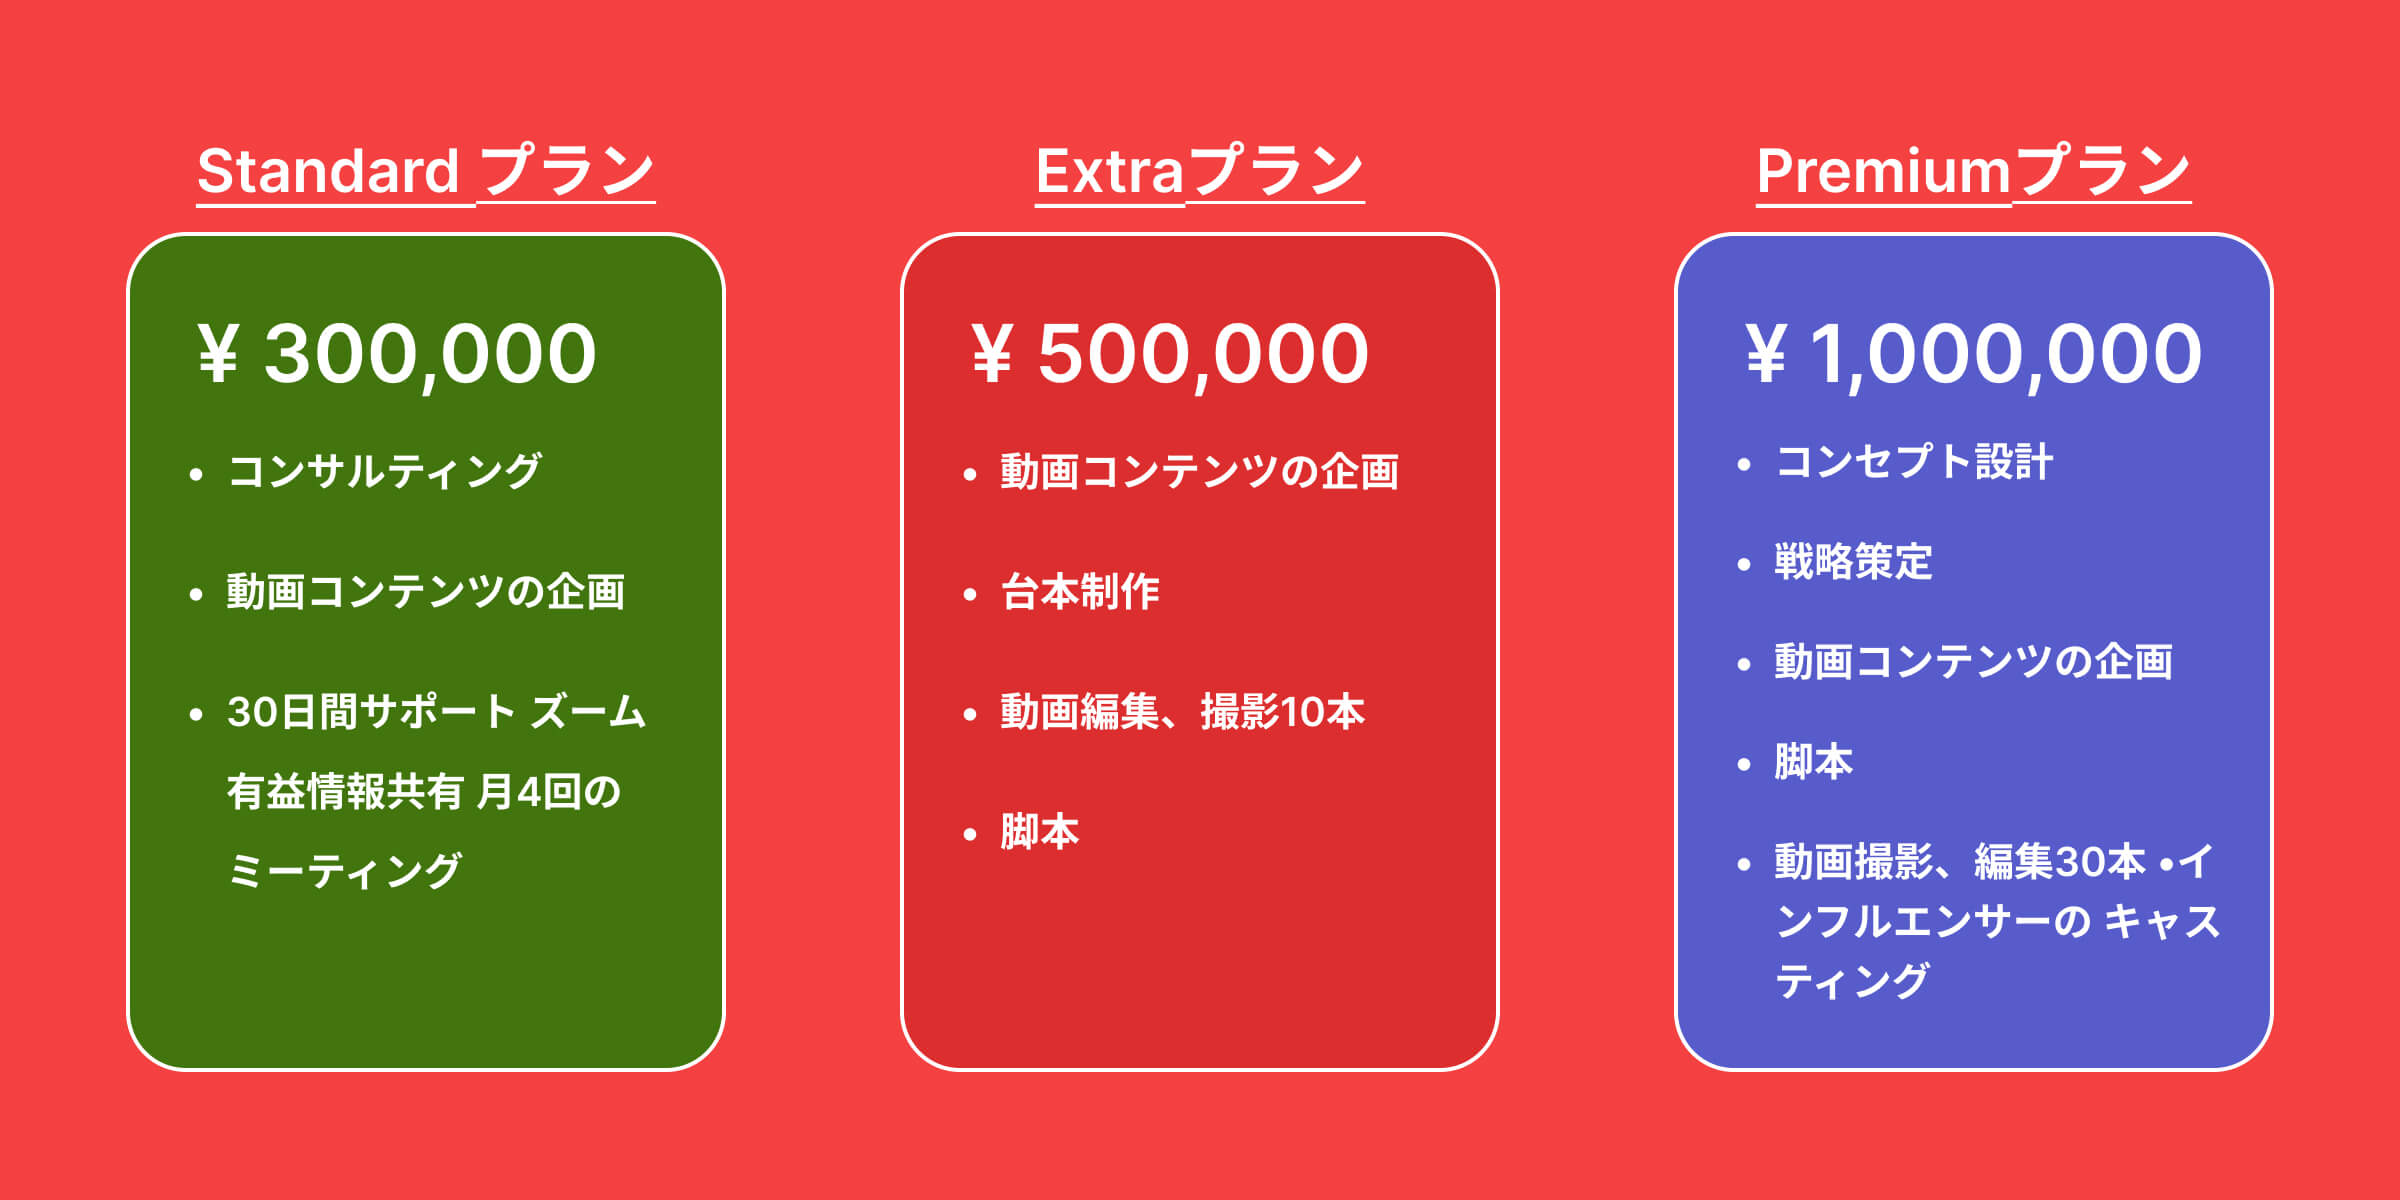 Standard プラン
¥ 300,000
• コンサルティング
• 動画コンテンツの企画
• 30日間サポート ズーム
有益情報共有 月4回の
ミーティング
Extraプラン
¥ 500,000
• 動画コンテンツの企画
• 台本制作
• 動画編集、撮影10本
• 脚本
Premiumプラン
¥ 1,000,000
• コンセプト設計
• 戦略策定
• 動画コンテンツの企画
• 脚本
• 動画撮影、編集30本 •イ
ンフルエンサーの キャス
ティング